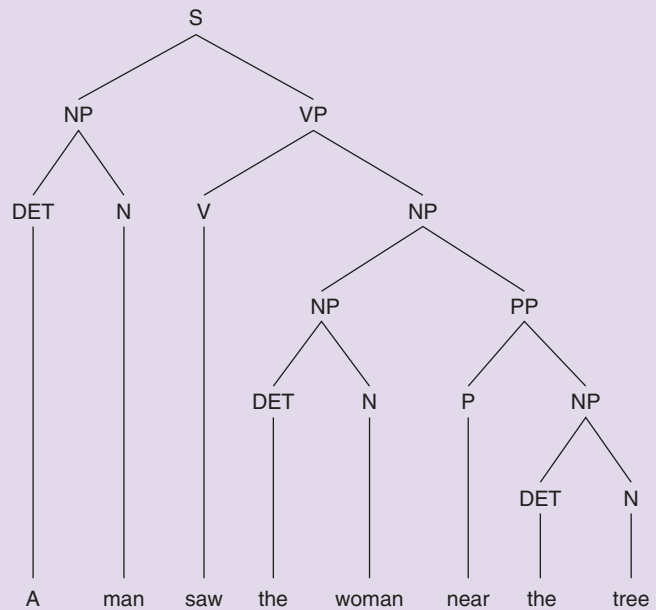 S
NP VP
DET N V NP
NP PP
DET N P NP
DET N
A man saw the woman near the tree